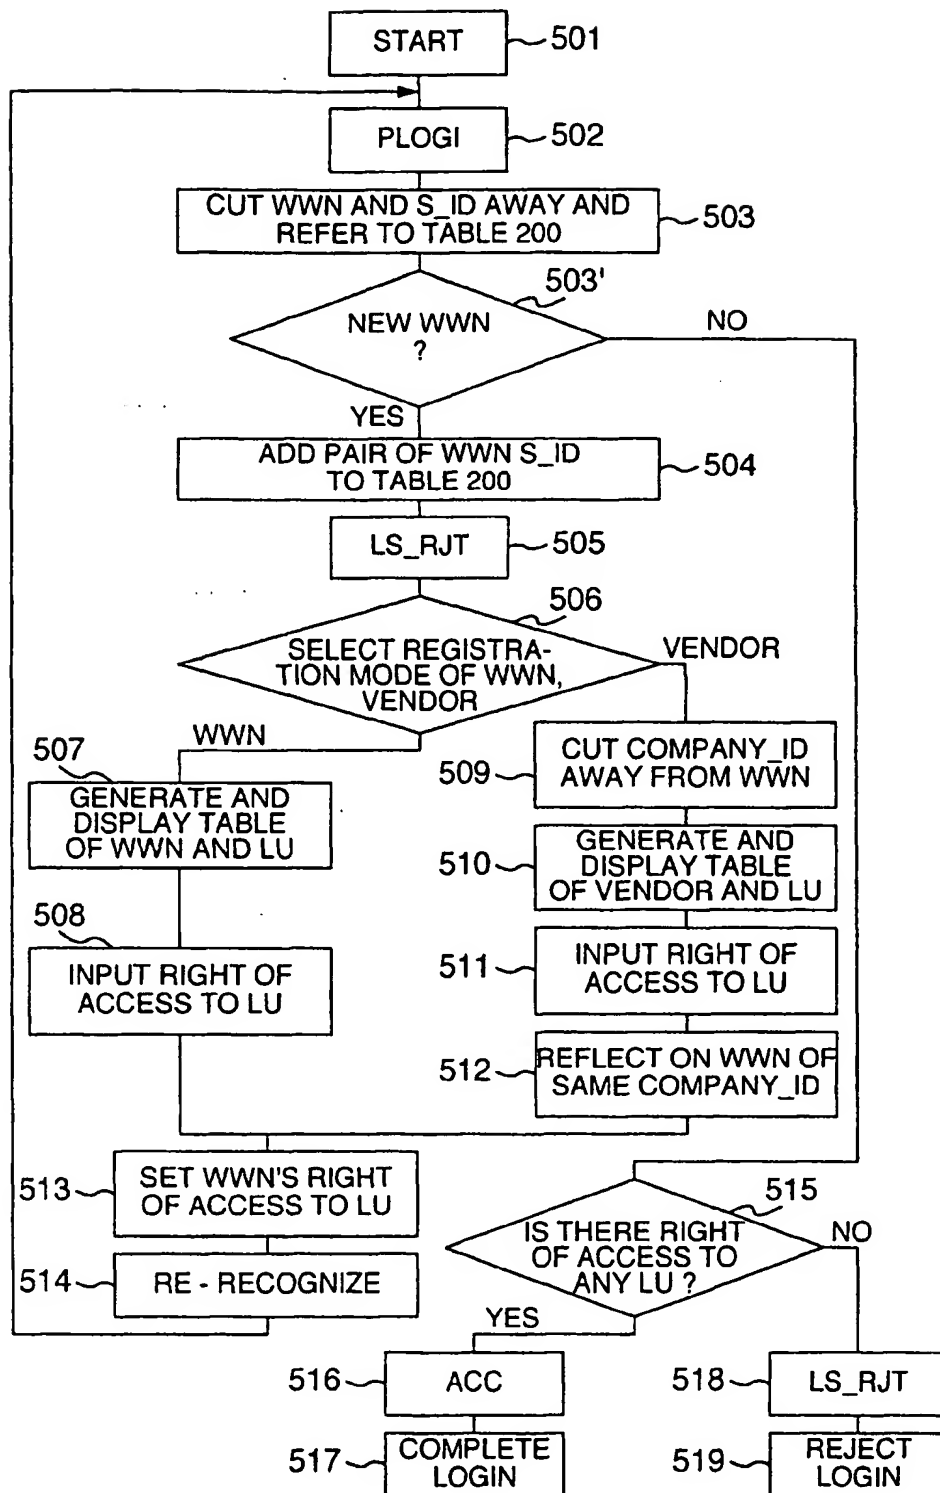 START
501
PLOGI
502
CUT WWN AND S_ID AWAY AND
REFER TO TABLE 200
503
503'
NEW WWN
?
NO
YES
ADD PAIR OF WWN S_ID
TO TABLE 200
504
LS_RJT
505
506
SELECT REGISTRA-
TION MODE OF WWN,
VENDOR
VENDOR
WWN
507
GENERATE AND
DISPLAY TABLE
OF WWN AND LU
508
INPUT RIGHT OF
ACCESS TO LU
509
CUT COMPANY_ID
AWAY FROM WWN
510
GENERATE AND
DISPLAY TABLE
OF VENDOR AND LU
511
INPUT RIGHT OF
ACCESS TO LU
512
REFLECT ON WWN OF
SAME COMPANY_ID
513
SET WWN'S RIGHT
OF ACCESS TO LU
514
RE - RECOGNIZE
515
IS THERE RIGHT
OF ACCESS TO
ANY LU ?
NO
YES
516
ACC
517
COMPLETE
LOGIN
518
LS_RJT
519
REJECT
LOGIN